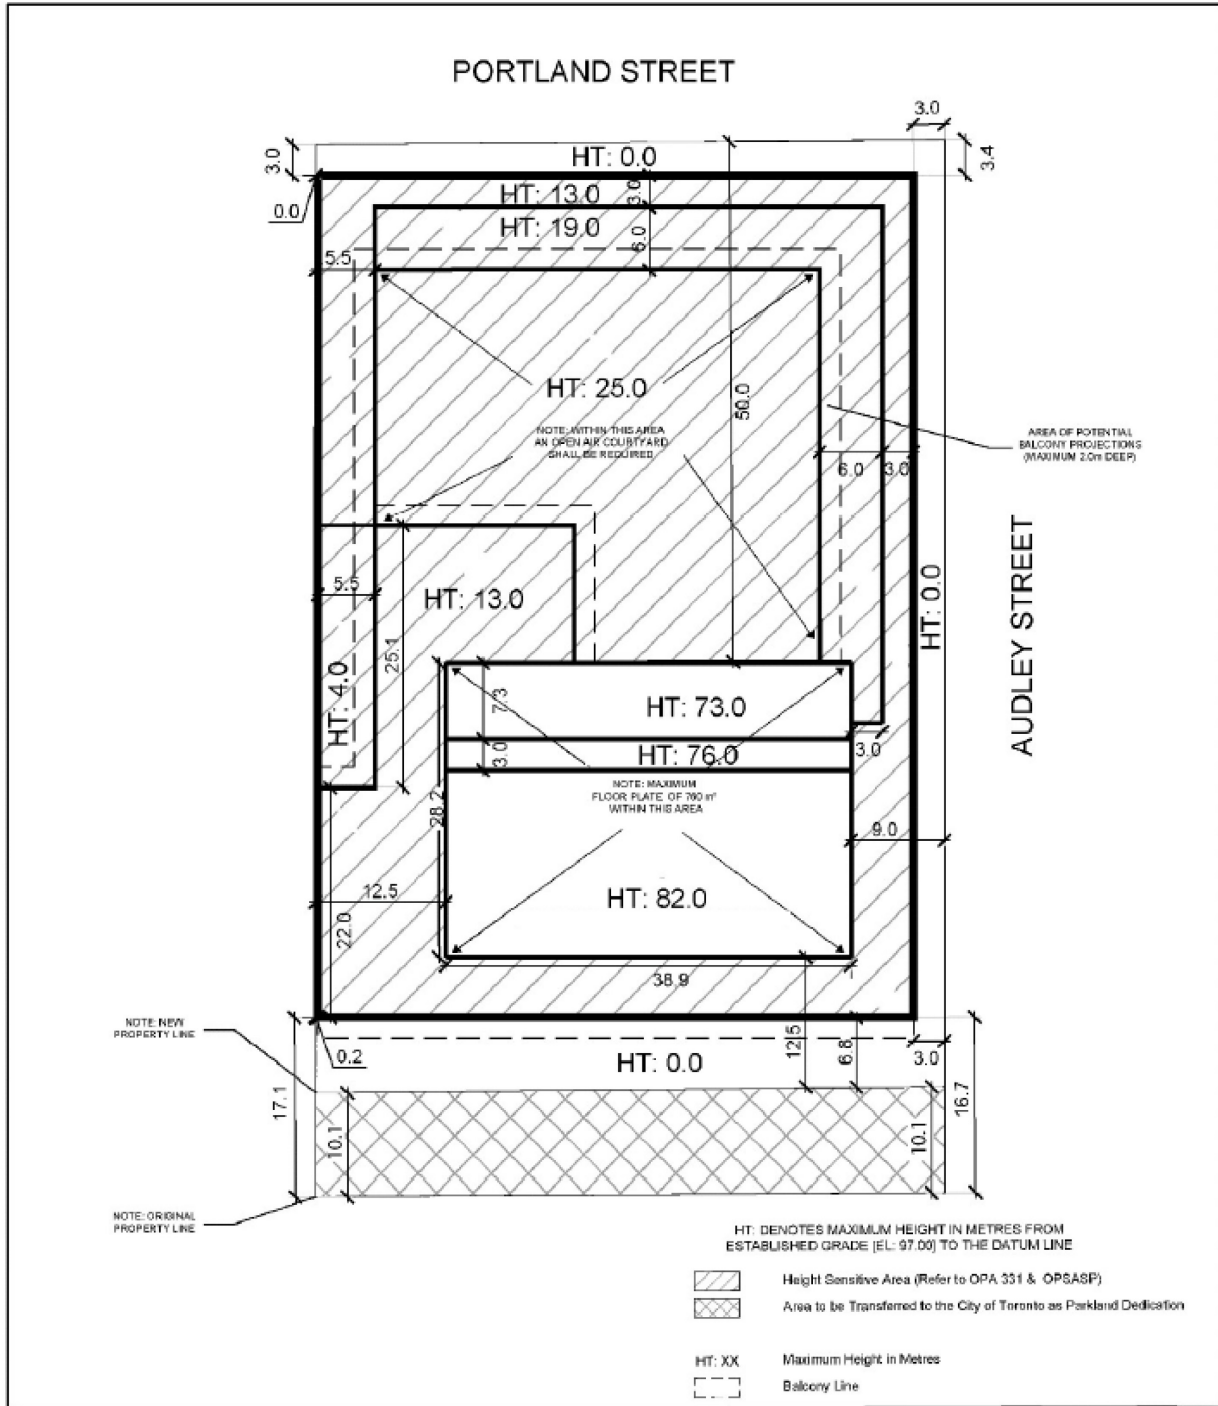 PORTLAND STREET
3.0
3.0
3.4
HT: 0.0
0.0
HT: 13.0
3.0
HT: 19.0
6.0
5.5
HT: 25.0
50.0
NOTE: WITHIN THIS AREA
AN OPEN AIR COURTYARD
SHALL BE REQUIRED
AREA OF POTENTIAL
BALCONY PROJECTIONS
(MAXIMUM 2.0m DEEP)
6.0
3.0
AUDLEY STREET
HT: 0.0
5.5
HT: 13.0
25.1
HT: 4.0
7.3
HT: 73.0
3.0
HT: 76.0
3.0
NOTE: MAXIMUM
FLOOR PLATE OF 760 m²
WITHIN THIS AREA
28.2
9.0
12.5
HT: 82.0
22.0
38.9
NOTE: NEW
PROPERTY LINE
0.2
HT: 0.0
12.5
6.8
3.0
17.1
10.1
10.1
16.7
NOTE: ORIGINAL
PROPERTY LINE
HT: DENOTES MAXIMUM HEIGHT IN METRES FROM
ESTABLISHED GRADE [EL: 97.00] TO THE DATUM LINE
Height Sensitive Area (Refer to OPA 331 & OPSASP)
Area to be Transferred to the City of Toronto as Parkland Dedication
HT: XX Maximum Height in Metres
Balcony Line